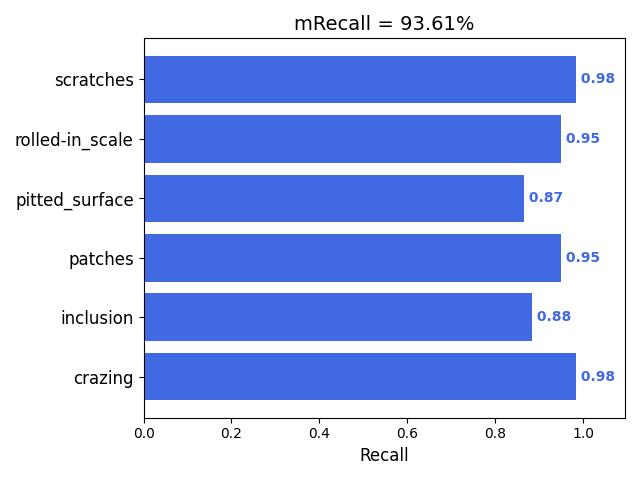 mRecall = 93.61%
scratches 0.98
rolled-in_scale 0.95
pitted_surface 0.87
patches 0.95
inclusion 0.88
crazing 0.98
0.0 0.2 0.4 0.6 0.8 1.0
Recall